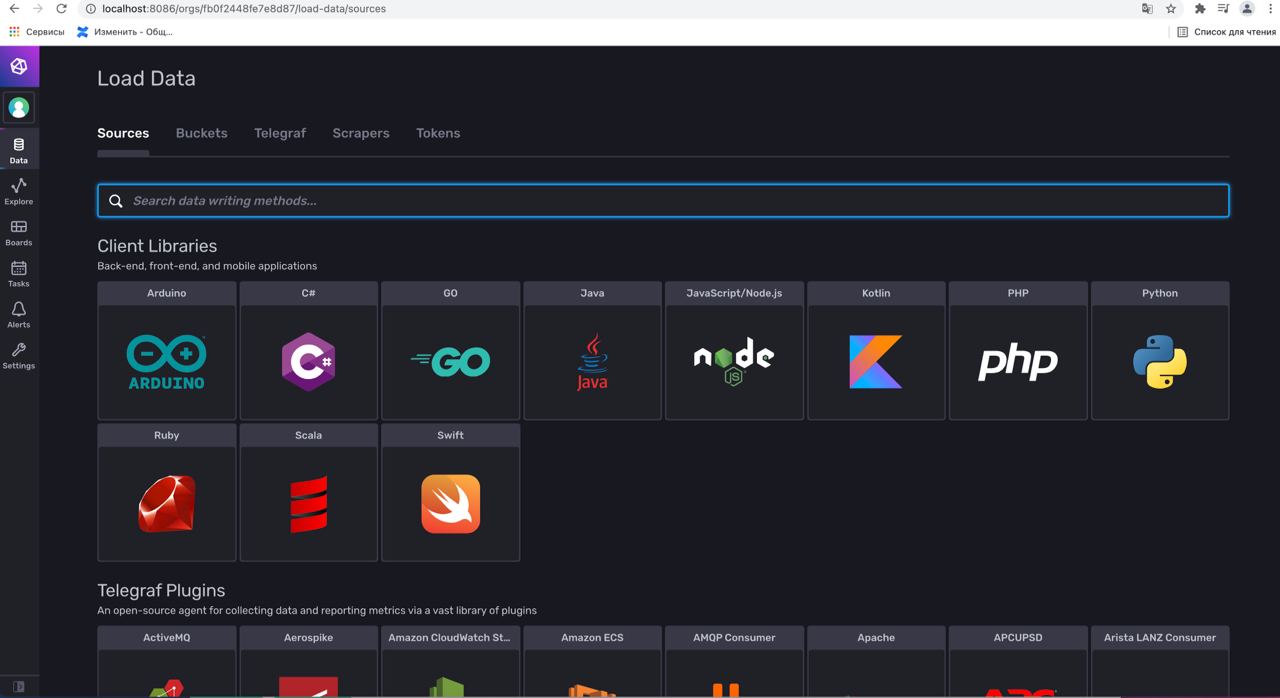 localhost:8086/orgs/fb0f2448fe7e8d87/load-data/sources
Сервисы Изменить - Общ... Список для чтения
Load Data
Sources Buckets Telegraf Scrapers Tokens
Data
Explore
Boards
Tasks
Alerts
Settings
Search data writing methods...
Client Libraries
Back-end, front-end, and mobile applications
Arduino C# GO Java JavaScript/Node.js Kotlin PHP Python
ARDUINO C# GO Java node JS php
Ruby Scala Swift
Telegraf Plugins
An open-source agent for collecting data and reporting metrics via a vast library of plugins
ActiveMQ Aerospike Amazon CloudWatch St... Amazon ECS AMQP Consumer Apache APCUPSD Arista LANZ Consumer